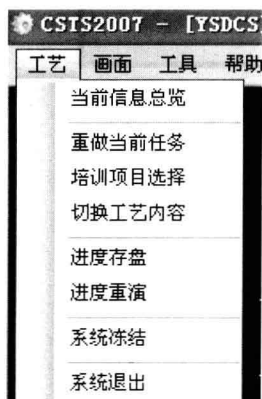 CSTS2007 - [YSDCS
工艺 画面 工具 帮助
当前信息总览
重做当前任务
培训项目选择
切换工艺内容
进度存盘
进度重演
系统冻结
系统退出